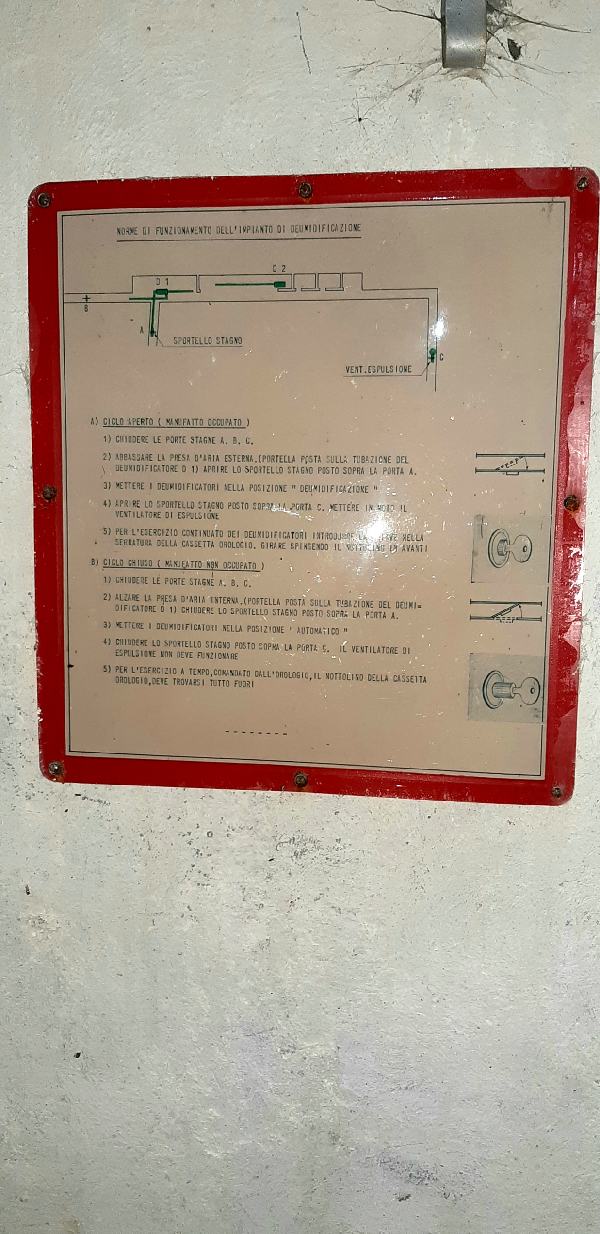 NORME DI FUNZIONAMENTO DELL'IMPIANTO DI DEUMIDIFICAZIONE
D 1
D 2
B
A
SPORTELLO STAGNO
C
VENT. ESPULSIONE
A) CICLO APERTO ( MANUFATTO OCCUPATO )
1) CHIUDERE LE PORTE STAGNE A. B. C.
2) ABBASSARE LA PRESA D'ARIA ESTERNA.(PORTELLA POSTA SULLA TUBAZIONE DEL
DEUMIDIFICATORE D 1) APRIRE LO SPORTELLO STAGNO POSTO SOPRA LA PORTA A.
3) METTERE I DEUMIDIFICATORI NELLA POSIZIONE " DEUMIDIFICAZIONE "
4) APRIRE LO SPORTELLO STAGNO POSTO SOPRA LA PORTA C. METTERE IN MOTO IL
VENTILATORE DI ESPULSIONE
5) PER L'ESERCIZIO CONTINUATO DEI DEUMIDIFICATORI INTRODURRE LA CHIAVE NELLA
SERRATURA DELLA CASSETTA OROLOGIO, GIRARE SPINGENDO IL NOTTOLINO IN AVANTI
B) CICLO CHIUSO ( MANUFATTO NON OCCUPATO )
1) CHIUDERE LE PORTE STAGNE A. B. C.
2) ALZARE LA PRESA D'ARIA INTERNA.(PORTELLA POSTA SULLA TUBAZIONE DEL DEUMI=
DIFICATORE D 1) CHIUDERE LO SPORTELLO STAGNO POSTO SOPRA LA PORTA A.
3) METTERE I DEUMIDIFICATORI NELLA POSIZIONE " AUTOMATICO "
4) CHIUDERE LO SPORTELLO STAGNO POSTO SOPRA LA PORTA C. IL VENTILATORE DI
ESPULSIONE NON DEVE FUNZIONARE
5) PER L'ESERCIZIO A TEMPO,COMANDATO DALL'OROLOGIO,IL NOTTOLINO DELLA CASSETTA
OROLOGIO,DEVE TROVARSI TUTTO FUORI